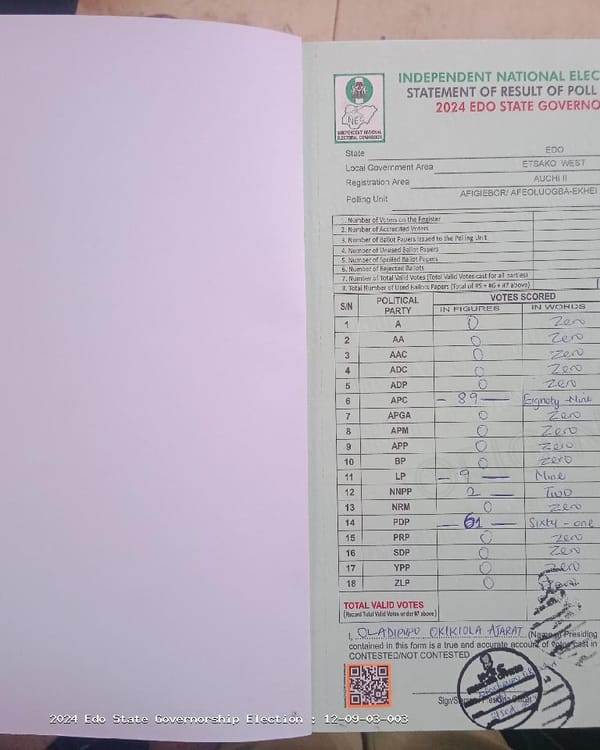 INDEPENDENT NATIONAL ELEC
STATEMENT OF RESULT OF POLL
2024 EDO STATE GOVERNO
INEC
INDEPENDENT NATIONAL
ELECTORAL COMMISSION
State EDO
Local Government Area ETSAKO WEST
Registration Area AUCHI II
Polling Unit AFIGIEBOR/ AFEOLUOGBA-EKHEI
1. Number of Voters on the Register
2. Number of Accredited Voters
3. Number of Ballot Papers Issued to the Polling Unit
4. Number of Unused Ballot Papers
5. Number of Spoiled Ballot Papers
6. Number of Rejected Ballots
7. Number of Total Valid Votes (Total Valid Votes cast for all parties)
8. Total Number of Used Ballots Papers (Total of #5 + #6 + #7 above)
S/N POLITICAL PARTY VOTES SCORED
IN FIGURES IN WORDS
1 A 0 Zero
2 AA 0 Zero
3 AAC 0 Zero
4 ADC 0 Zero
5 ADP 0 Zero
6 APC - 89 - Eignaty-Nine
7 APGA 0 Zero
8 APM 0 Zero
9 APP 0 Zero
10 BP 0 Zero
11 LP - 9 - Nine
12 NNPP 2 - Two
13 NRM 0 Zero
14 PDP - 61 - Sixty-one
15 PRP 0 Zero
16 SDP 0 Zero
17 YPP 0 Zero
18 ZLP 0
TOTAL VALID VOTES
(Record Total Valid Votes under #7 above)
I, OLADIPUPO OKIKIOLA AJARAT (Name of Presiding
contained in this form is a true and accurate account of votes cast in
CONTESTED/NOT CONTESTED
2024 Edo State Governorship Election : 12_09-03-003